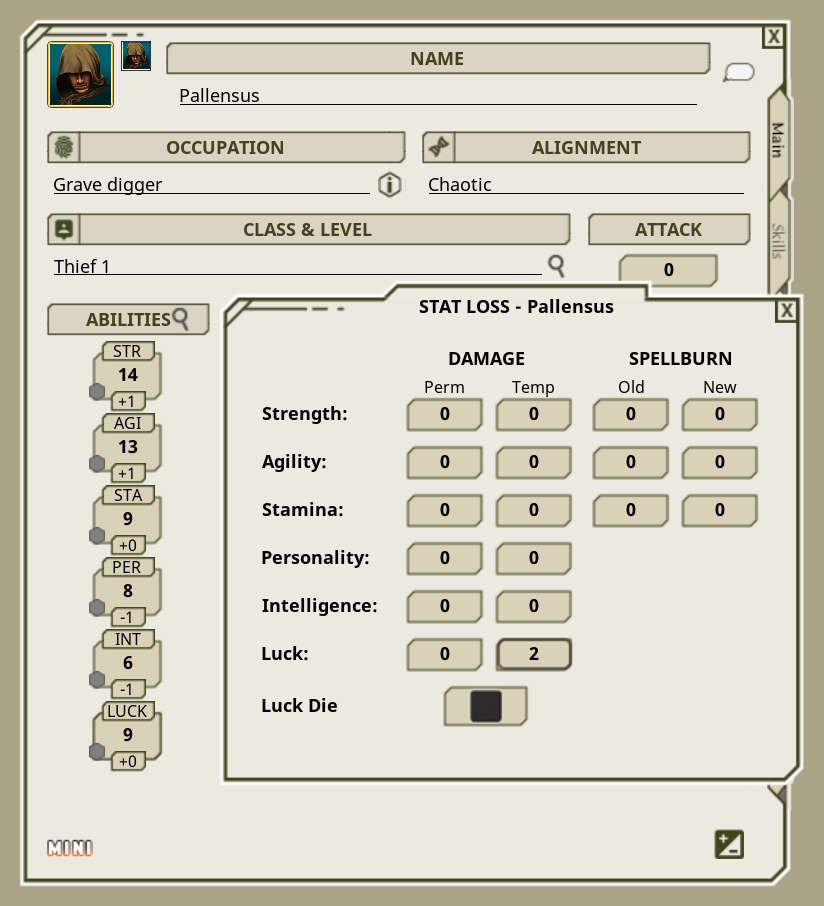 X
NAME
Pallensus
OCCUPATION ALIGNMENT
Grave digger Chaotic
Main
CLASS & LEVEL ATTACK
Thief 1 0
Skills
ABILITIES
STR
14
+1
AGI
13
+1
STA
9
+0
PER
8
-1
INT
6
-1
LUCK
9
+0
STAT LOSS - Pallensus X
DAMAGE SPELLBURN
Perm Temp Old New
Strength: 0 0 0 0
Agility: 0 0 0 0
Stamina: 0 0 0 0
Personality: 0 0
Intelligence: 0 0
Luck: 0 2
Luck Die
MINI